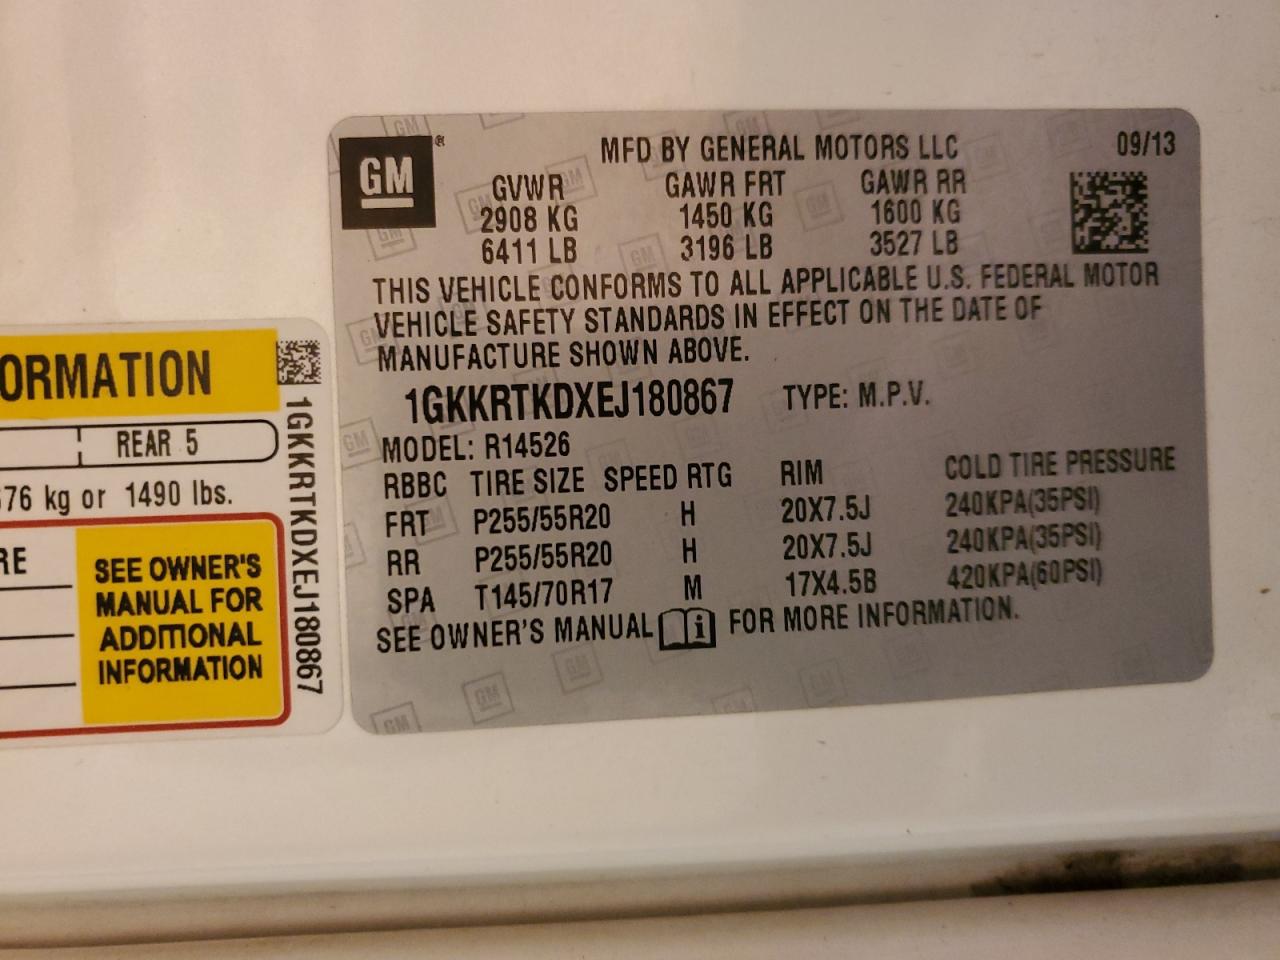 GM®
MFD BY GENERAL MOTORS LLC 09/13
GVWR GAWR FRT GAWR RR
2908 KG 1450 KG 1600 KG
6411 LB 3196 LB 3527 LB
THIS VEHICLE CONFORMS TO ALL APPLICABLE U.S. FEDERAL MOTOR
VEHICLE SAFETY STANDARDS IN EFFECT ON THE DATE OF
MANUFACTURE SHOWN ABOVE.
1GKKRTKDXEJ180867 TYPE: M.P.V.
MODEL: R14526
RBBC TIRE SIZE SPEED RTG RIM COLD TIRE PRESSURE
FRT P255/55R20 H 20X7.5J 240KPA(35PSI)
RR P255/55R20 H 20X7.5J 240KPA(35PSI)
SPA T145/70R17 M 17X4.5B 420KPA(60PSI)
SEE OWNER'S MANUAL i FOR MORE INFORMATION.
ORMATION
REAR 5
76 kg or 1490 lbs.
RE
SEE OWNER'S
MANUAL FOR
ADDITIONAL
INFORMATION
1GKKRTKDXEJ180867